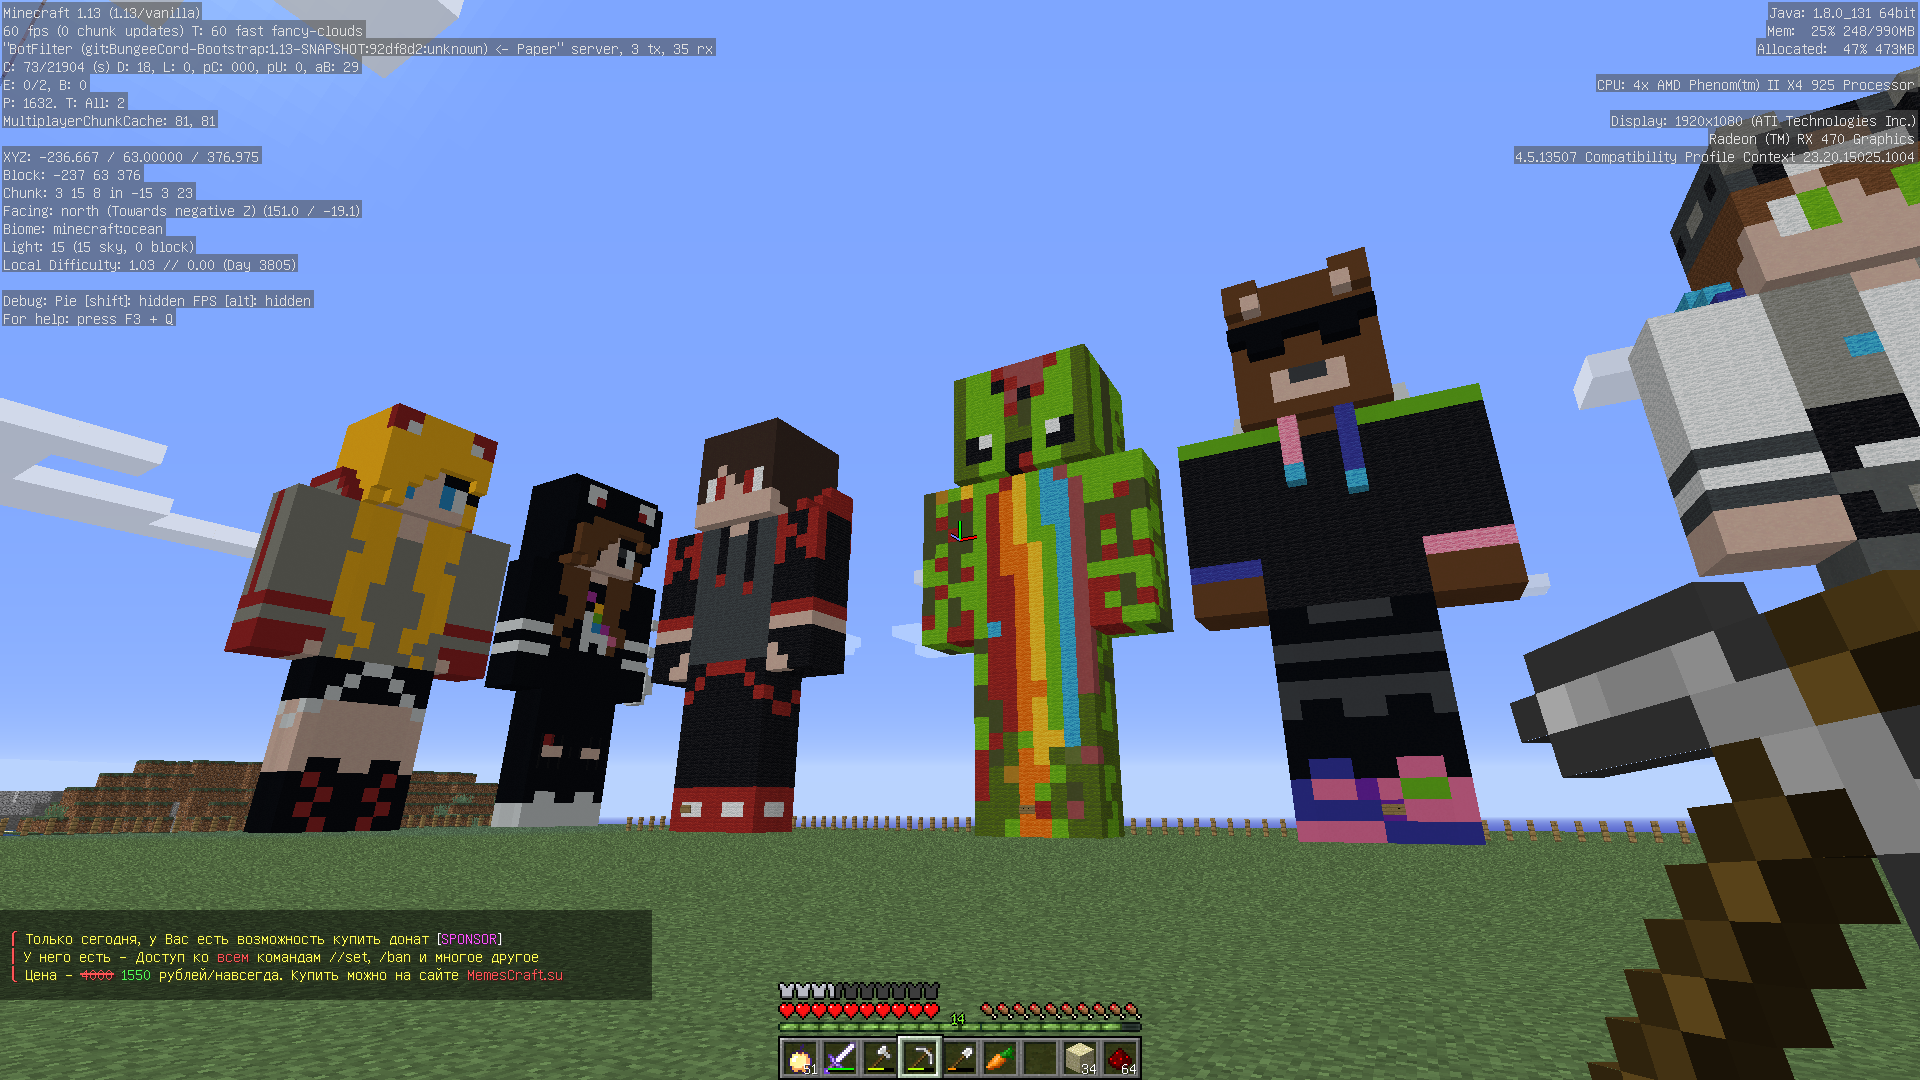 Minecraft 1.13 (1.13/vanilla)
60 fps (0 chunk updates) T: 60 fast fancy-clouds
"BotFilter (git:BungeeCord-Bootstrap:1.13-SNAPSHOT:92df8d2:unknown) <- Paper" server, 3 tx, 35 rx
C: 73/21904 (s) D: 18, L: 0, pC: 000, pU: 0, aB: 29
E: 0/2, B: 0
P: 1632. T: All: 2
MultiplayerChunkCache: 81, 81
XYZ: -236.667 / 63.00000 / 376.975
Block: -237 63 376
Chunk: 3 15 8 in -15 3 23
Facing: north (Towards negative Z) (151.0 / -19.1)
Biome: minecraft:ocean
Light: 15 (15 sky, 0 block)
Local Difficulty: 1.03 // 0.00 (Day 3805)
Debug: Pie [shift]: hidden FPS [alt]: hidden
For help: press F3 + Q
Java: 1.8.0_131 64bit
Mem: 25% 248/990MB
Allocated: 47% 473MB
CPU: 4x AMD Phenom(tm) II X4 925 Processor
Display: 1920x1080 (ATI Technologies Inc.)
Radeon (TM) RX 470 Graphics
4.5.13507 Compatibility Profile Context 23.20.15025.1004
Только сегодня, у Вас есть возможность купить донат [SPONSOR]
У него есть - Доступ ко всем командам //set, /ban и многое другое
Цена - 4000 1550 рублей/навсегда. Купить можно на сайте MemesCraft.su
14
51
34
64